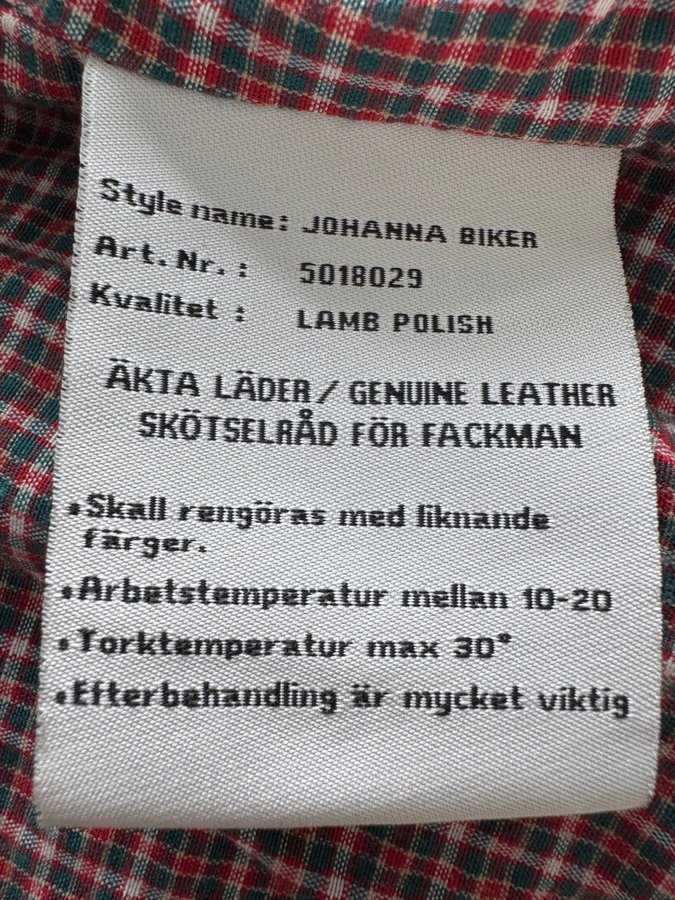 Style name: JOHANNA BIKER
Art.Nr.: 5018029
Kvalitet : LAMB POLISH
ÄKTA LÄDER / GENUINE LEATHER
SKÖTSELRÅD FÖR FACKMAN
•Skall rengöras med liknande
färger.
•Arbetstemperatur mellan 10-20
•Torktemperatur max 30°
•Efterbehandling är mycket viktig